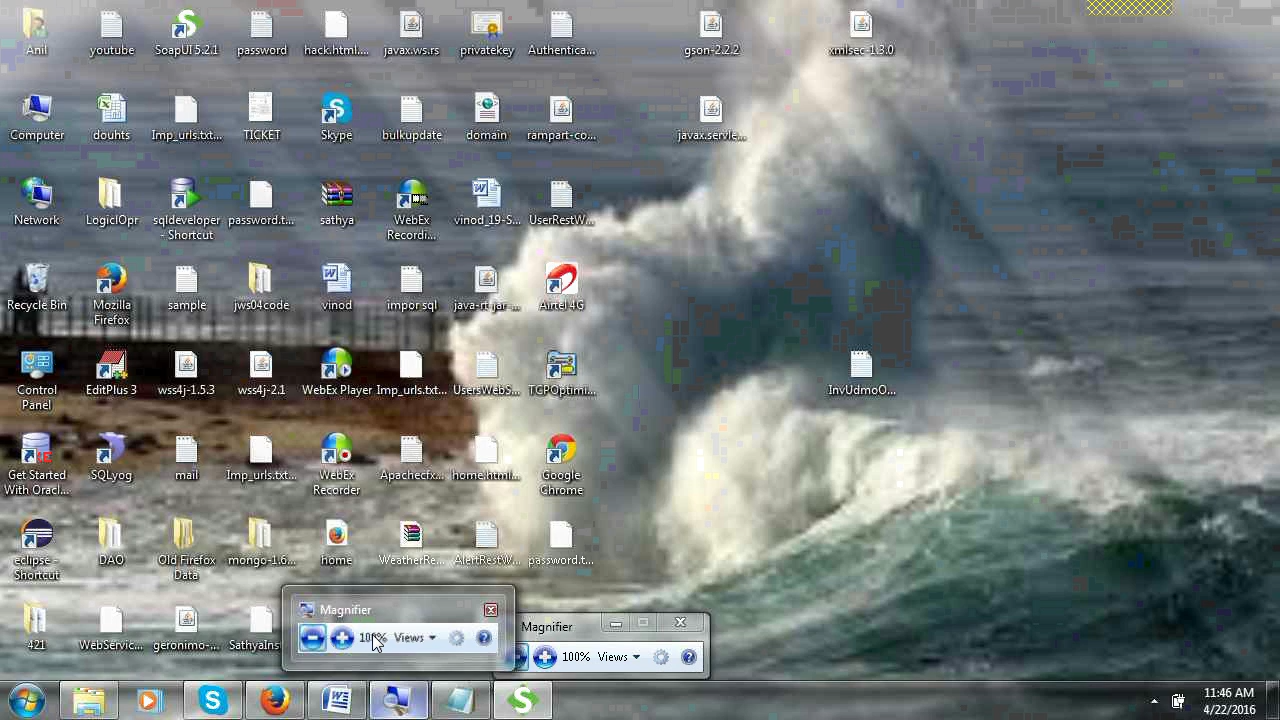 Anil
youtube
SoapUI 5.2.1
password
hack.html....
javax.ws.rs
privatekey
Authentica...
gson-2.2.2
xmlsec-1.3.0
Computer
douhts
Imp_urls.txt...
TICKET
Skype
bulkupdate
domain
rampart-co...
javax.servle...
Network
LogicIOpr
sqldeveloper
- Shortcut
password.t...
sathya
WebEx
Recordi...
vinod_19-S...
UserRestW...
Recycle Bin
Mozilla
Firefox
sample
jws04code
vinod
impor sql
java-rt-jar-...
Airtel 4G
Control
Panel
EditPlus 3
wss4j-1.5.3
wss4j-2.1
WebEx Player
Imp_urls.txt...
UsersWebS...
TCPOptimi...
InvUdmoO...
Get Started
With Oracl...
SQLyog
mail
Imp_urls.txt...
WebEx
Recorder
Apachecfx...
home.html...
Google
Chrome
eclipse -
Shortcut
DAO
Old Firefox
Data
mongo-1.6...
home
WeatherRe...
AlertRestW...
password.t...
421
WebServic...
geronimo-...
SathyaInst
Magnifier
100% Views
Magnifier
100% Views
11:46 AM
4/22/2016